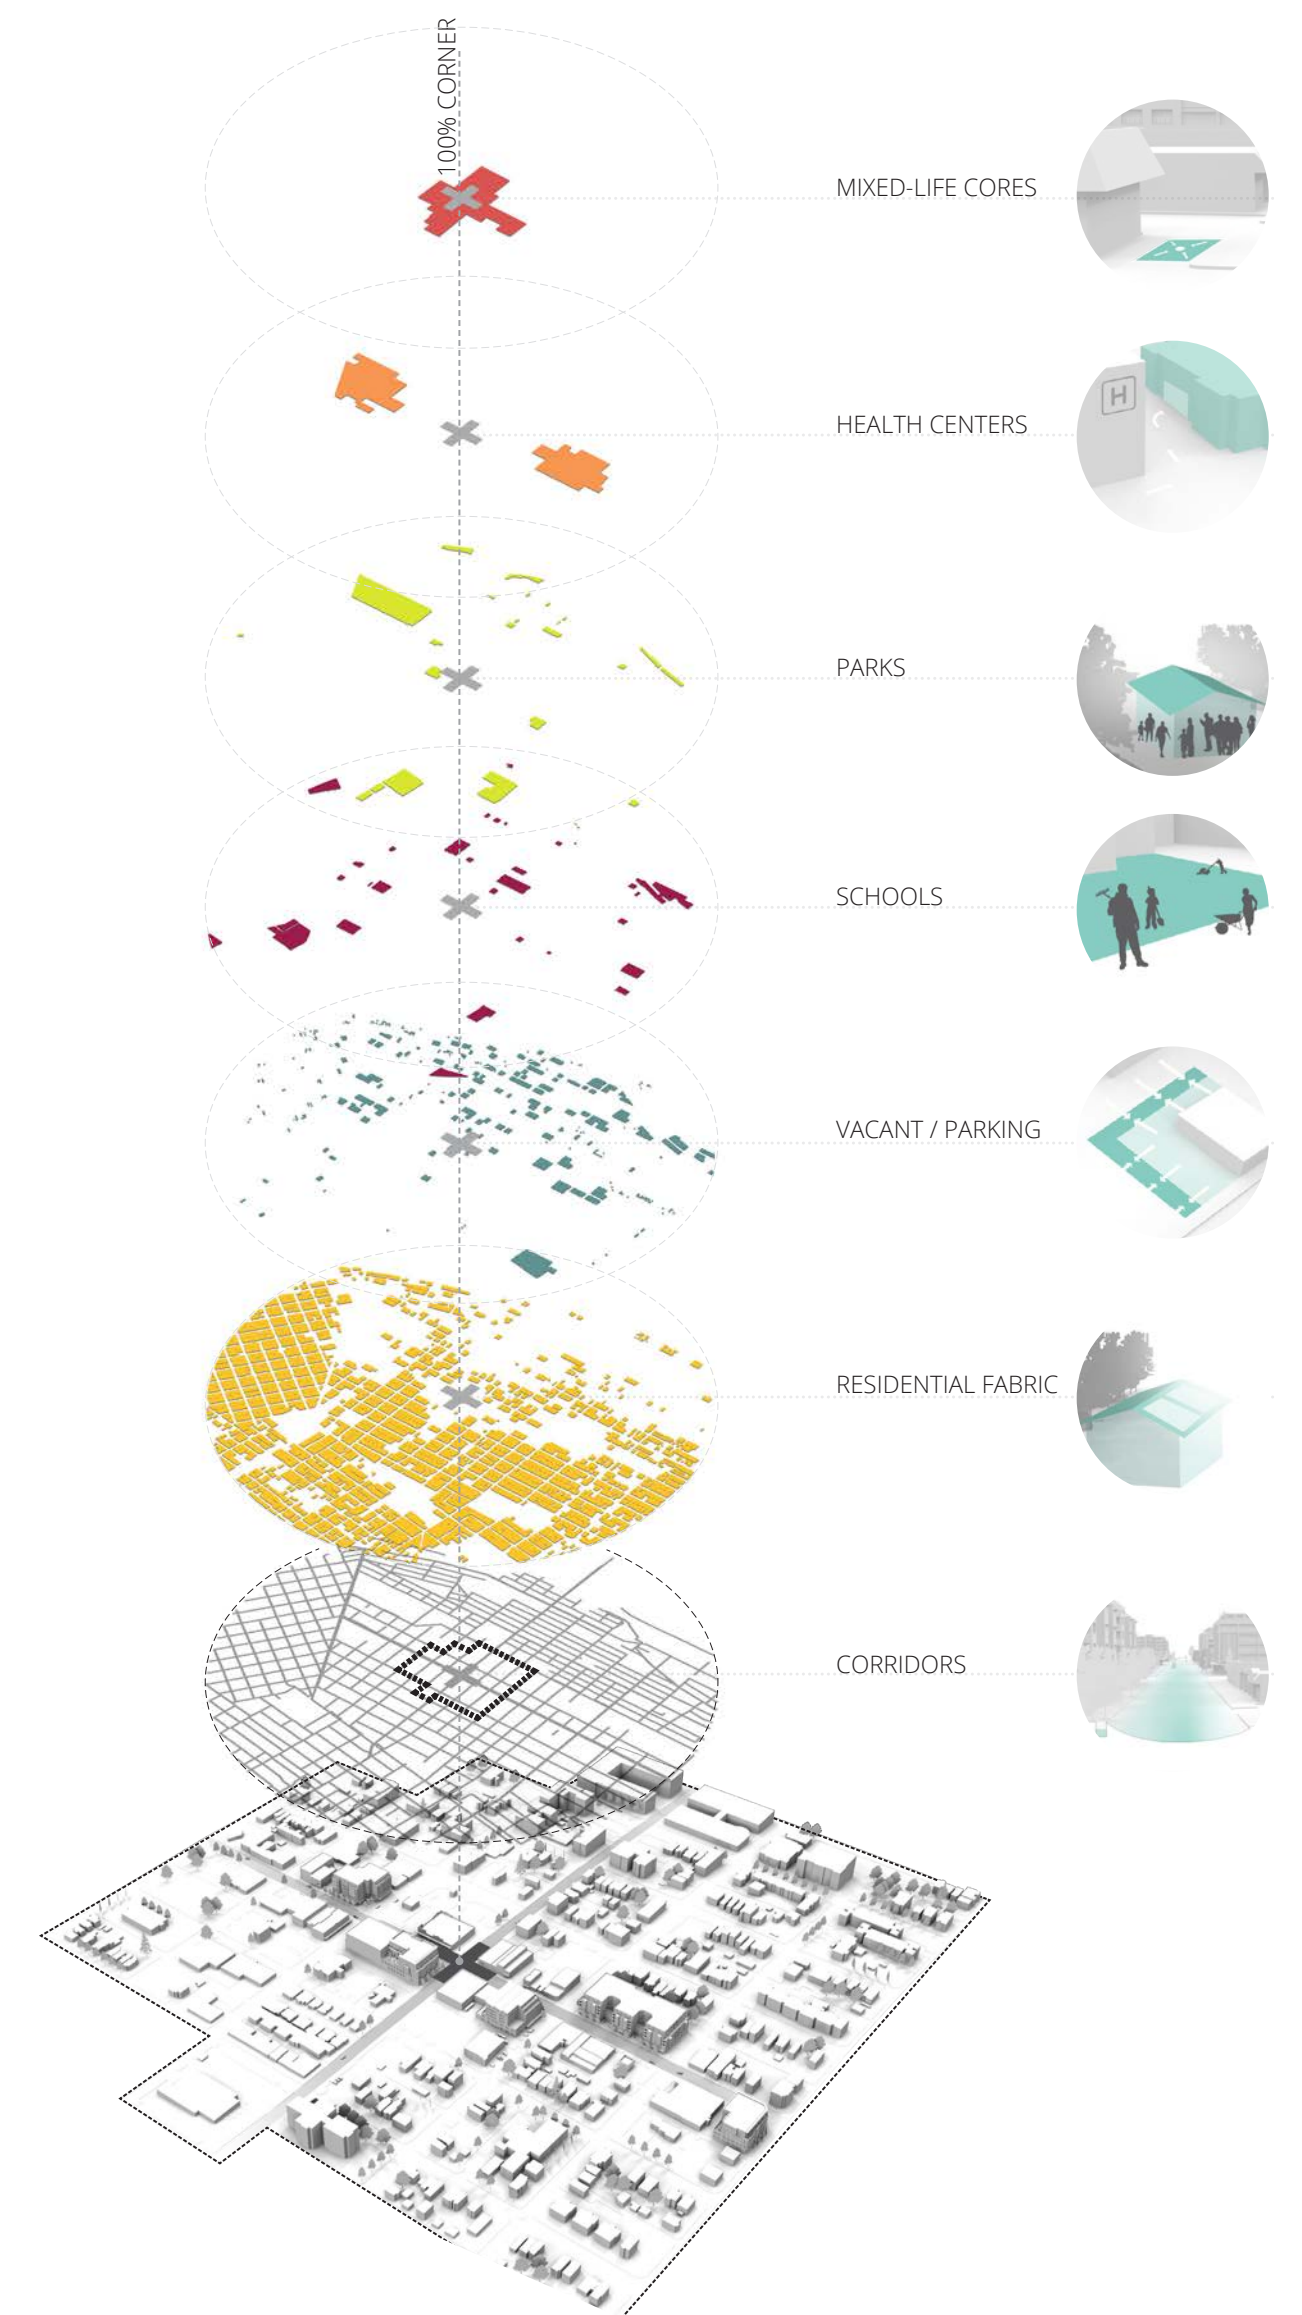 100% CORNER
MIXED-LIFE CORES
HEALTH CENTERS
H
PARKS
SCHOOLS
VACANT / PARKING
RESIDENTIAL FABRIC
CORRIDORS